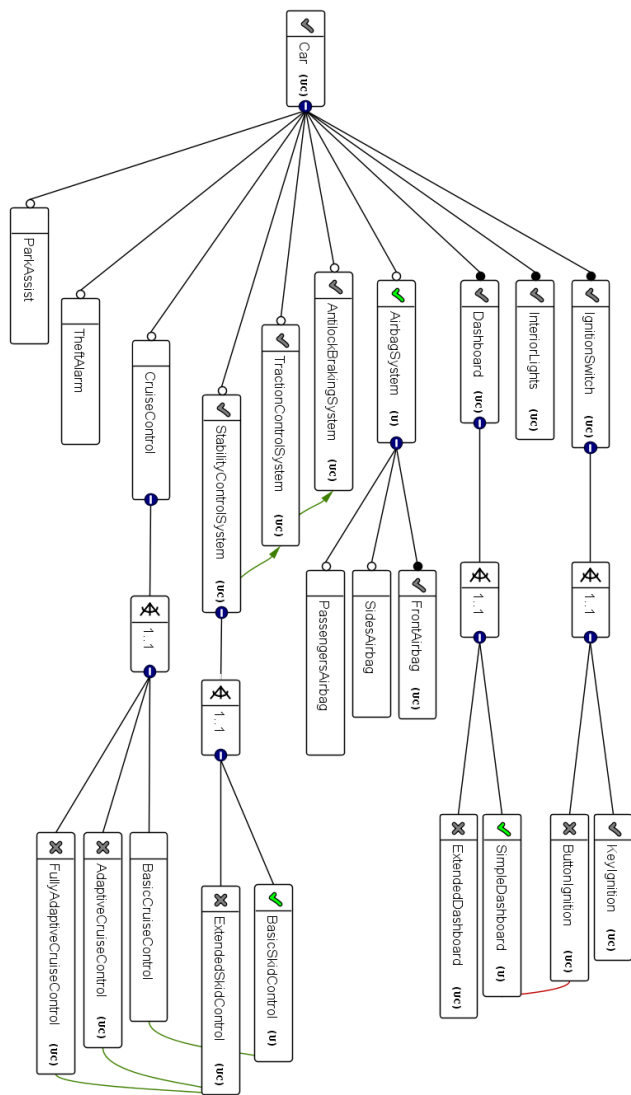 Car (UC)
IgnitionSwitch (UC)
1..1
KeyIgnition (UC)
ButtonIgnition (UC)
InteriorLights (UC)
Dashboard (UC)
1..1
SimpleDashboard (U)
ExtendedDashboard (UC)
AirbagSystem (U)
FrontAirbag (UC)
SidesAirbag
PassengersAirbag
AntilockBrakingSystem (UC)
TractionControlSystem (UC)
StabilityControlSystem (UC)
1..1
BasicSkidControl (U)
ExtendedSkidControl (UC)
CruiseControl
1..1
BasicCruiseControl
AdaptiveCruiseControl (UC)
FullyAdaptiveCruiseControl (UC)
TheftAlarm
ParkAssist